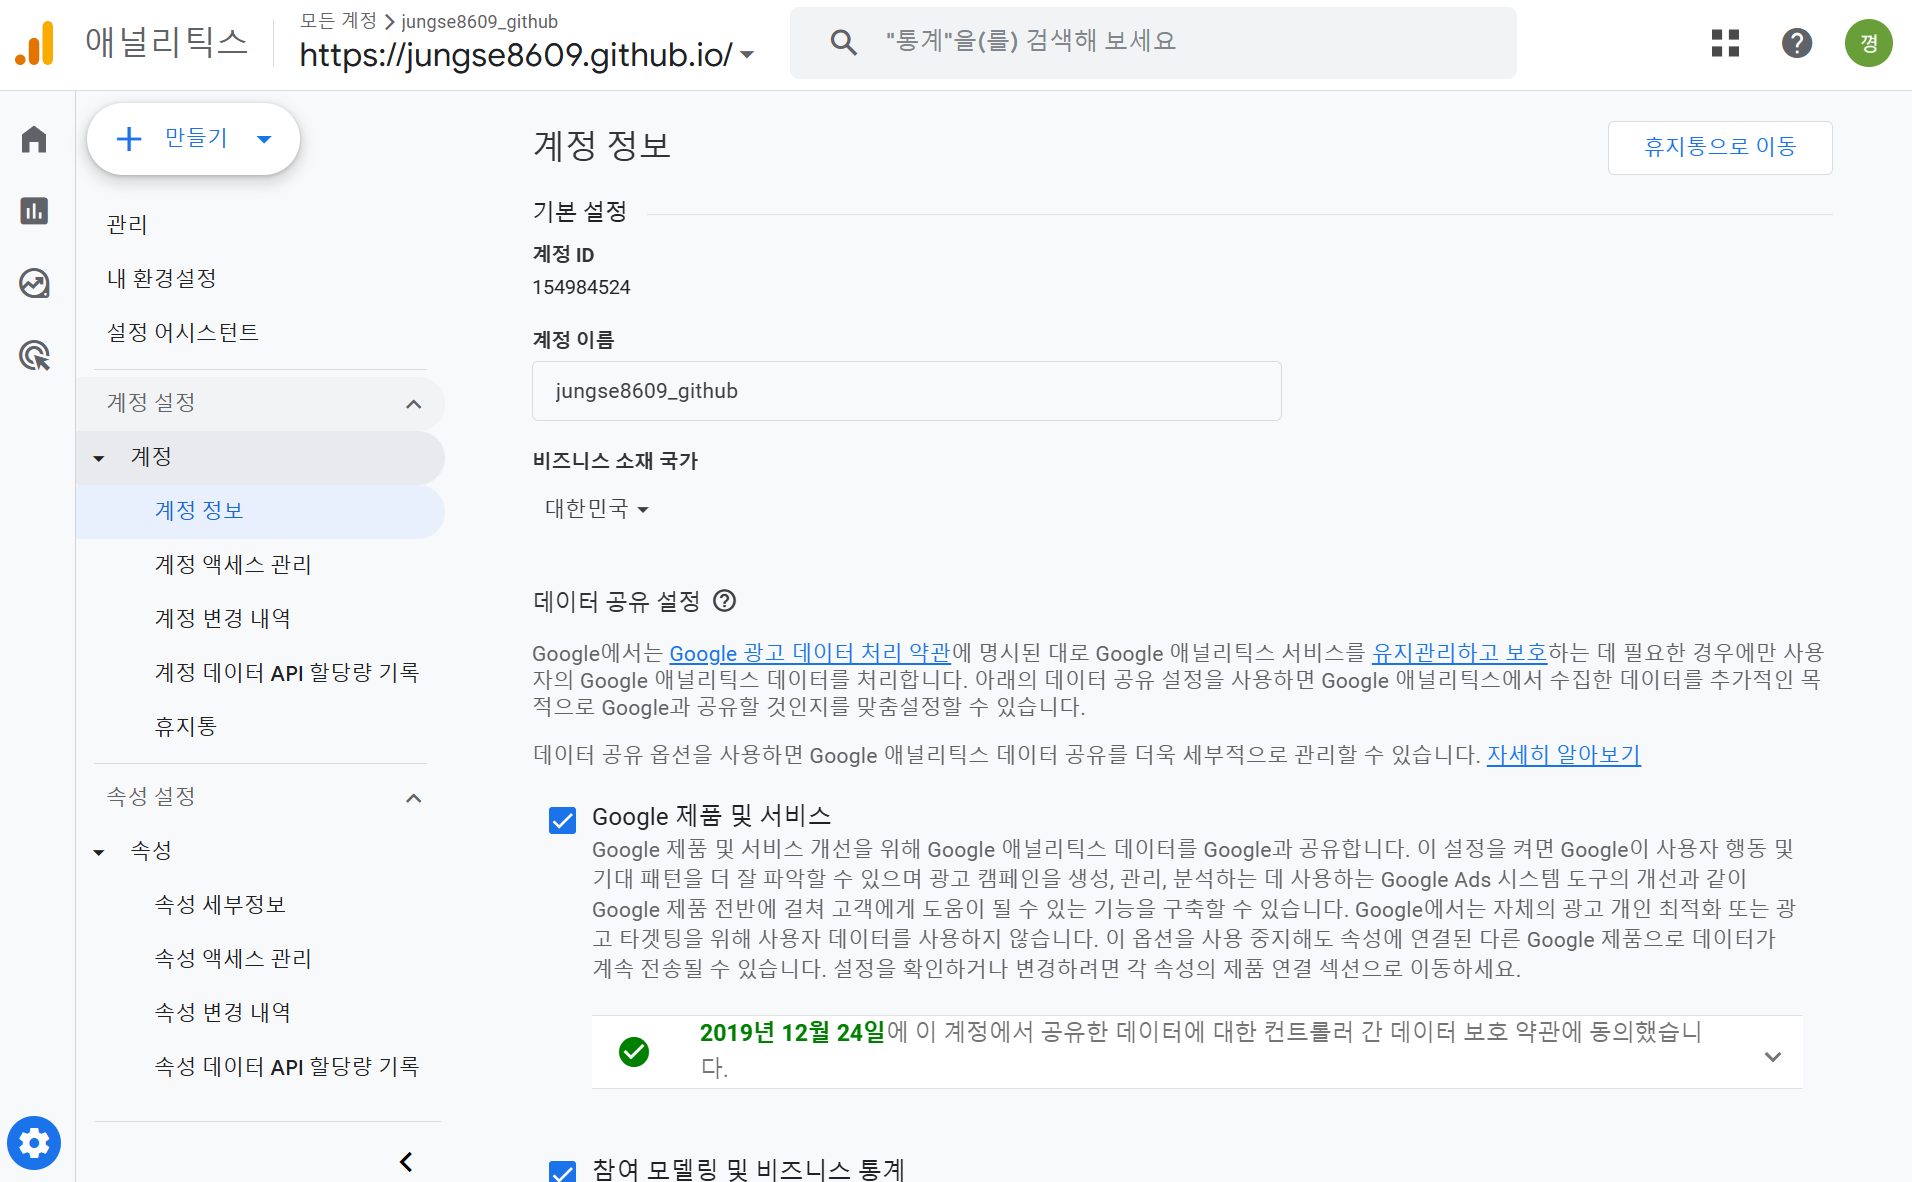 애널리틱스
모든 계정 > jungse8609_github
https://jungse8609.github.io/
"통계"을(를) 검색해 보세요
꼉
만들기
관리
내 환경설정
설정 어시스턴트
계정 설정
계정
계정 정보
계정 액세스 관리
계정 변경 내역
계정 데이터 API 할당량 기록
휴지통
속성 설정
속성
속성 세부정보
속성 액세스 관리
속성 변경 내역
속성 데이터 API 할당량 기록
계정 정보
휴지통으로 이동
기본 설정
계정 ID
154984524
계정 이름
jungse8609_github
비즈니스 소재 국가
대한민국
데이터 공유 설정
Google에서는 Google 광고 데이터 처리 약관에 명시된 대로 Google 애널리틱스 서비스를 유지관리하고 보호하는 데 필요한 경우에만 사용
자의 Google 애널리틱스 데이터를 처리합니다. 아래의 데이터 공유 설정을 사용하면 Google 애널리틱스에서 수집한 데이터를 추가적인 목
적으로 Google과 공유할 것인지를 맞춤설정할 수 있습니다.
데이터 공유 옵션을 사용하면 Google 애널리틱스 데이터 공유를 더욱 세부적으로 관리할 수 있습니다. 자세히 알아보기
Google 제품 및 서비스
Google 제품 및 서비스 개선을 위해 Google 애널리틱스 데이터를 Google과 공유합니다. 이 설정을 켜면 Google이 사용자 행동 및
기대 패턴을 더 잘 파악할 수 있으며 광고 캠페인을 생성, 관리, 분석하는 데 사용하는 Google Ads 시스템 도구의 개선과 같이
Google 제품 전반에 걸쳐 고객에게 도움이 될 수 있는 기능을 구축할 수 있습니다. Google에서는 자체의 광고 개인 최적화 또는 광
고 타겟팅을 위해 사용자 데이터를 사용하지 않습니다. 이 옵션을 사용 중지해도 속성에 연결된 다른 Google 제품으로 데이터가
계속 전송될 수 있습니다. 설정을 확인하거나 변경하려면 각 속성의 제품 연결 섹션으로 이동하세요.
2019년 12월 24일에 이 계정에서 공유한 데이터에 대한 컨트롤러 간 데이터 보호 약관에 동의했습니
다.
참여 모델링 및 비즈니스 통계